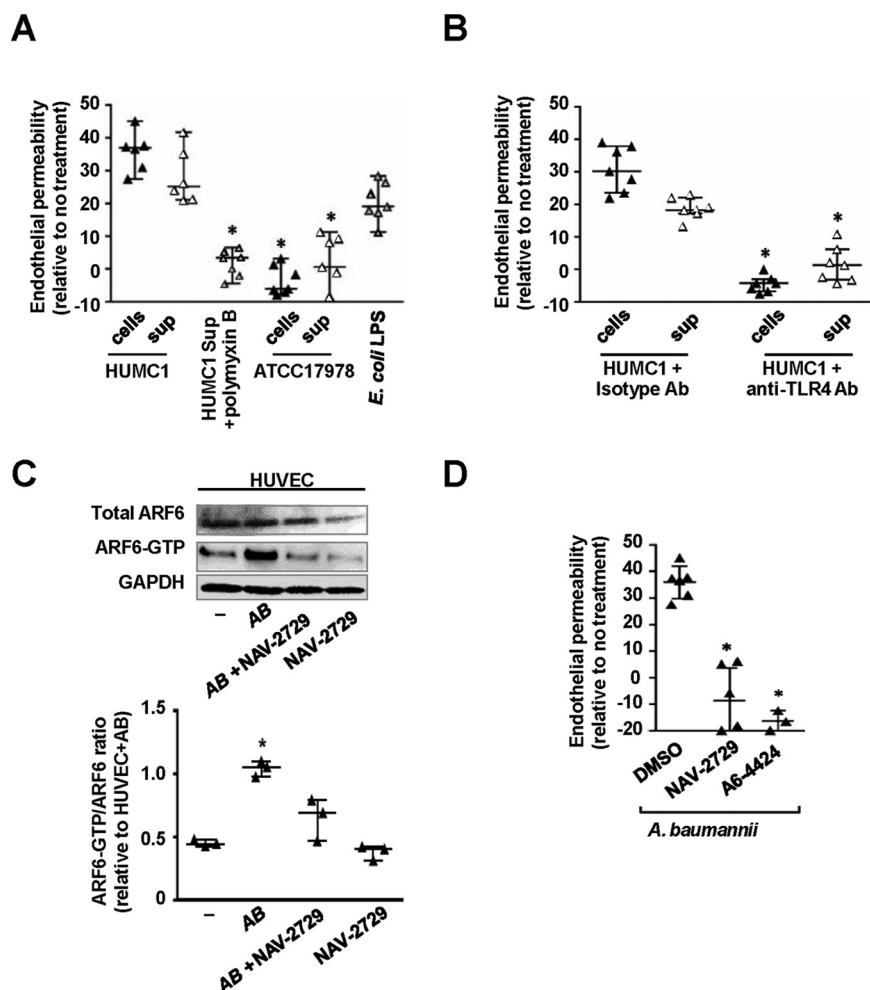 A
Endothelial permeability
(relative to no treatment)
50
40
30
20
10
0
-10
*
*
*
cells
sup
HUMC1
HUMC1 Sup
+polymyxin B
cells
sup
ATCC17978
E. coli LPS
B
Endothelial permeability
(relative to no treatment)
50
40
30
20
10
0
-10
*
*
cells
sup
HUMC1 +
Isotype Ab
cells
sup
HUMC1 +
anti-TLR4 Ab
C
HUVEC
Total ARF6
ARF6-GTP
GAPDH
–
AB
AB + NAV-2729
NAV-2729
ARF6-GTP/ARF6 ratio
(relative to HUVEC+AB)
1.5
1.0
0.5
0
*
–
AB
AB + NAV-2729
NAV-2729
D
Endothelial permeability
(relative to no treatment)
50
40
30
20
10
0
-10
-20
*
*
DMSO
NAV-2729
A6-4424
A. baumannii